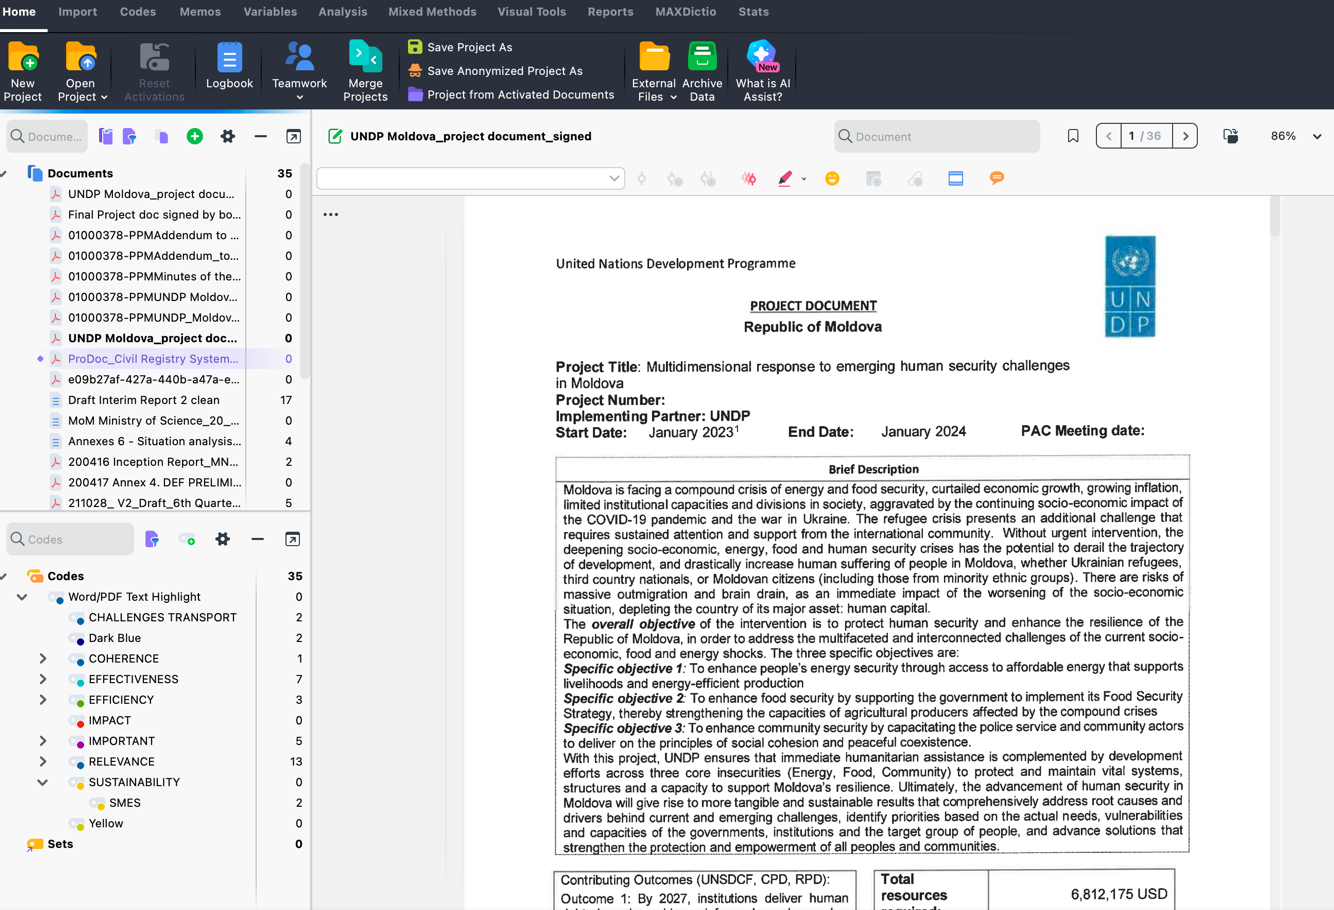 Home Import Codes Memos Variables Analysis Mixed Methods Visual Tools Reports MAXDictio Stats
New Project
Open Project
Reset Activations
Logbook
Teamwork
Merge Projects
Save Project As
Save Anonymized Project As
Project from Activated Documents
External Files
Archive Data
New
What is AI Assist?
Docume...
Documents 35
UNDP Moldova_project docu... 0
Final Project doc signed by bo... 0
01000378-PPMAddendum to ... 0
01000378-PPMAddendum_to... 0
01000378-PPMMinutes of the... 0
01000378-PPMUNDP Moldov... 0
01000378-PPMUNDP_Moldov... 0
UNDP Moldova_project doc... 0
ProDoc_Civil Registry System... 0
e09b27af-427a-440b-a47a-e... 0
Draft Interim Report 2 clean 17
MoM Ministry of Science_20_... 0
Annexes 6 - Situation analysis... 4
200416 Inception Report_MN... 2
200417 Annex 4. DEF PRELIMI... 0
211028_ V2_Draft_6th Quarte... 5
Codes
Codes 35
Word/PDF Text Highlight 0
CHALLENGES TRANSPORT 2
Dark Blue 2
COHERENCE 1
EFFECTIVENESS 7
EFFICIENCY 3
IMPACT 0
IMPORTANT 5
RELEVANCE 13
SUSTAINABILITY 0
SMES 2
Yellow 0
Sets 0
UNDP Moldova_project document_signed
Document
1 / 36
86%
...
United Nations Development Programme
U N
D P
PROJECT DOCUMENT
Republic of Moldova
Project Title: Multidimensional response to emerging human security challenges
in Moldova
Project Number:
Implementing Partner: UNDP
Start Date: January 2023¹ End Date: January 2024 PAC Meeting date:
Brief Description
Moldova is facing a compound crisis of energy and food security, curtailed economic growth, growing inflation,
limited institutional capacities and divisions in society, aggravated by the continuing socio-economic impact of
the COVID-19 pandemic and the war in Ukraine. The refugee crisis presents an additional challenge that
requires sustained attention and support from the international community. Without urgent intervention, the
deepening socio-economic, energy, food and human security crises has the potential to derail the trajectory
of development, and drastically increase human suffering of people in Moldova, whether Ukrainian refugees,
third country nationals, or Moldovan citizens (including those from minority ethnic groups). There are risks of
massive outmigration and brain drain, as an immediate impact of the worsening of the socio-economic
situation, depleting the country of its major asset: human capital.
The overall objective of the intervention is to protect human security and enhance the resilience of the
Republic of Moldova, in order to address the multifaceted and interconnected challenges of the current socio-
economic, food and energy shocks. The three specific objectives are:
Specific objective 1: To enhance people's energy security through access to affordable energy that supports
livelihoods and energy-efficient production
Specific objective 2: To enhance food security by supporting the government to implement its Food Security
Strategy, thereby strengthening the capacities of agricultural producers affected by the compound crises
Specific objective 3: To enhance community security by capacitating the police service and community actors
to deliver on the principles of social cohesion and peaceful coexistence.
With this project, UNDP ensures that immediate humanitarian assistance is complemented by development
efforts across three core insecurities (Energy, Food, Community) to protect and maintain vital systems,
structures and a capacity to support Moldova's resilience. Ultimately, the advancement of human security in
Moldova will give rise to more tangible and sustainable results that comprehensively address root causes and
drivers behind current and emerging challenges, identify priorities based on the actual needs, vulnerabilities
and capacities of the governments, institutions and the target group of people, and advance solutions that
strengthen the protection and empowerment of all peoples and communities.
Contributing Outcomes (UNSDCF, CPD, RPD):
Outcome 1: By 2027, institutions deliver human
Total
resources
6,812,175 USD